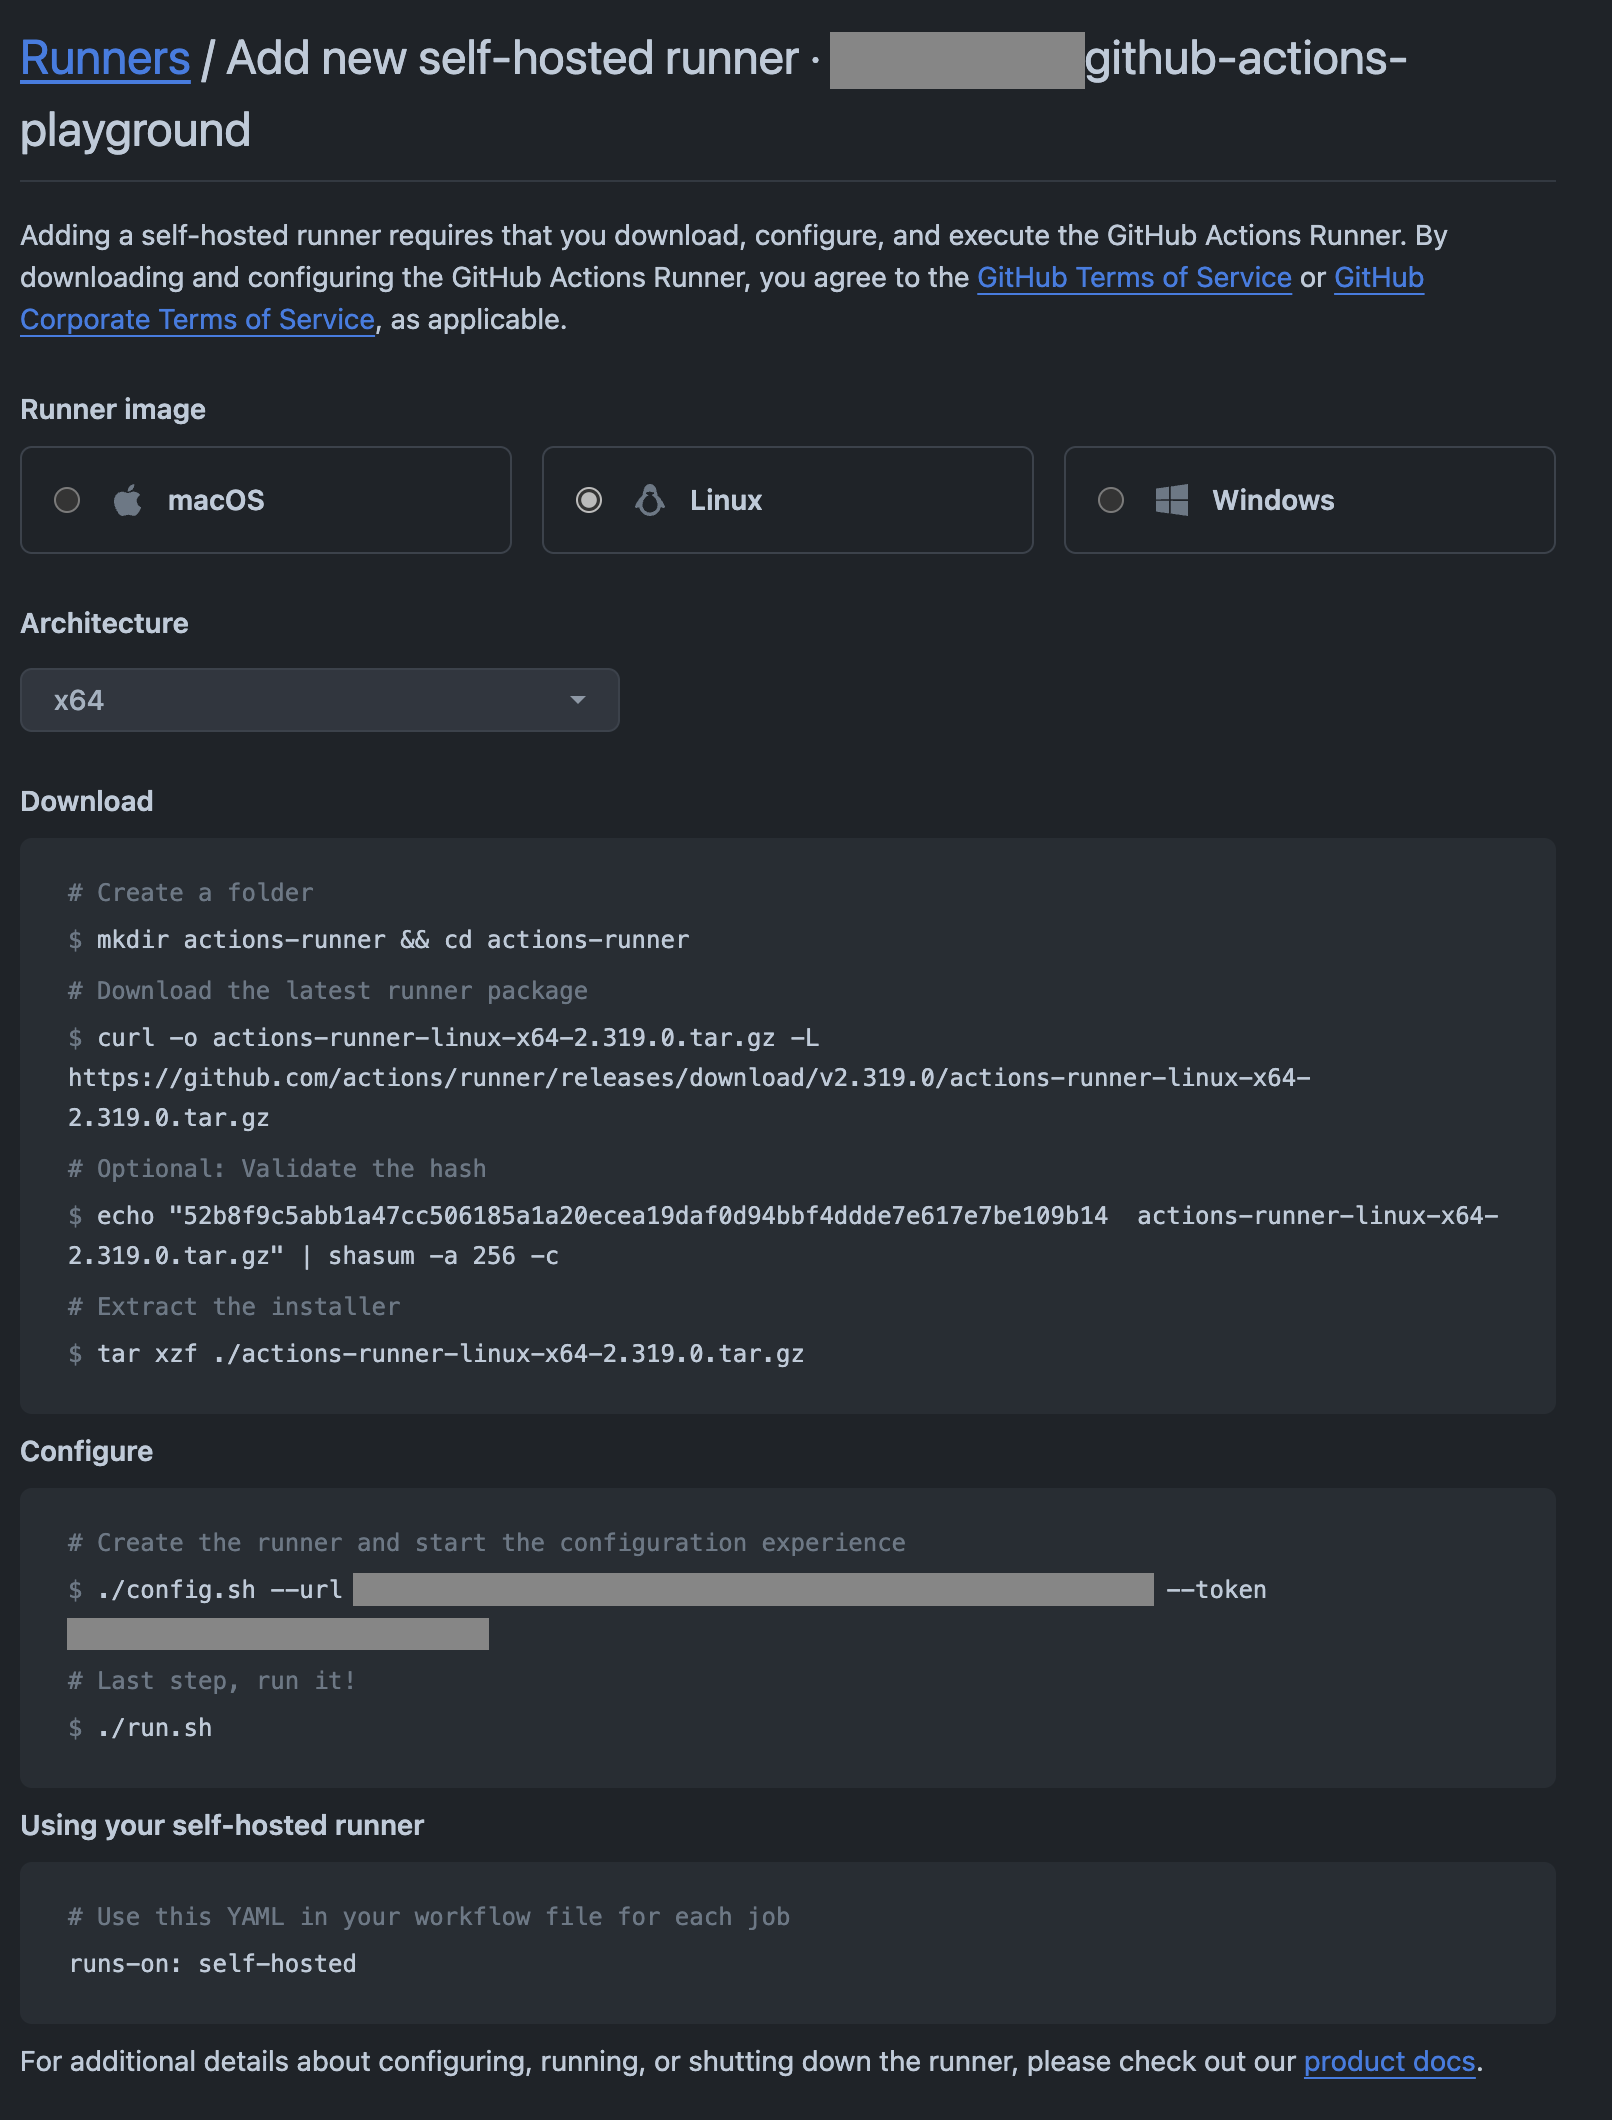 Runners / Add new self-hosted runner · github-actions-
playground
Adding a self-hosted runner requires that you download, configure, and execute the GitHub Actions Runner. By
downloading and configuring the GitHub Actions Runner, you agree to the GitHub Terms of Service or GitHub
Corporate Terms of Service, as applicable.
Runner image
macOS
Linux
Windows
Architecture
x64
Download
# Create a folder
$ mkdir actions-runner && cd actions-runner
# Download the latest runner package
$ curl -o actions-runner-linux-x64-2.319.0.tar.gz -L
https://github.com/actions/runner/releases/download/v2.319.0/actions-runner-linux-x64-
2.319.0.tar.gz
# Optional: Validate the hash
$ echo "52b8f9c5abb1a47cc506185a1a20ecea19daf0d94bbf4ddde7e617e7be109b14  actions-runner-linux-x64-
2.319.0.tar.gz" | shasum -a 256 -c
# Extract the installer
$ tar xzf ./actions-runner-linux-x64-2.319.0.tar.gz
Configure
# Create the runner and start the configuration experience
$ ./config.sh --url --token
# Last step, run it!
$ ./run.sh
Using your self-hosted runner
# Use this YAML in your workflow file for each job
runs-on: self-hosted
For additional details about configuring, running, or shutting down the runner, please check out our product docs.